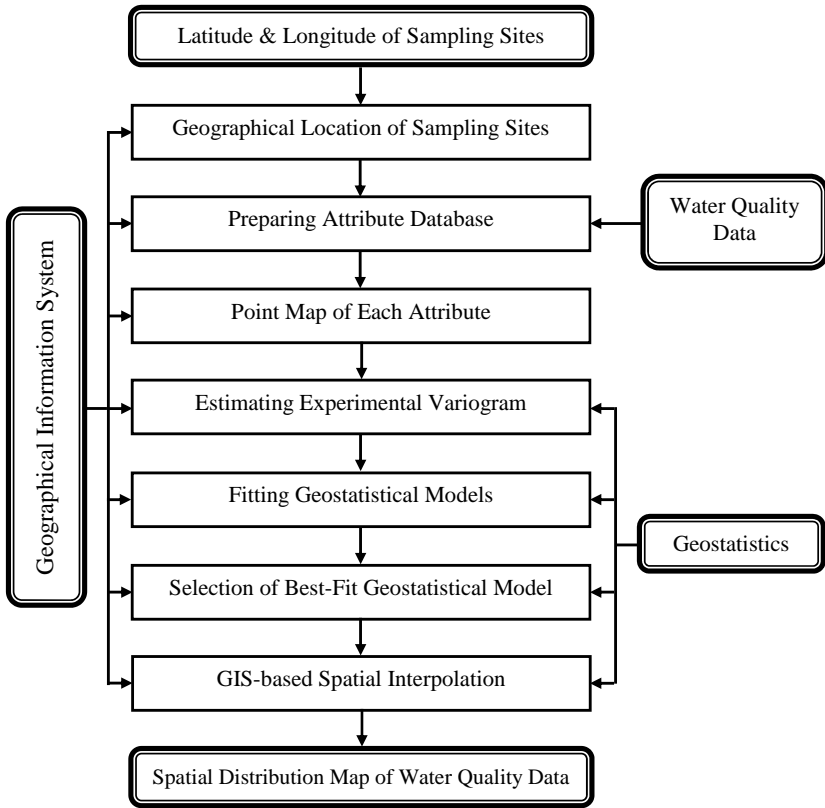 Latitude & Longitude of Sampling Sites
Geographical Location of Sampling Sites
Preparing Attribute Database
Water Quality
Data
Point Map of Each Attribute
Geographical Information System
Estimating Experimental Variogram
Fitting Geostatistical Models
Geostatistics
Selection of Best-Fit Geostatistical Model
GIS-based Spatial Interpolation
Spatial Distribution Map of Water Quality Data